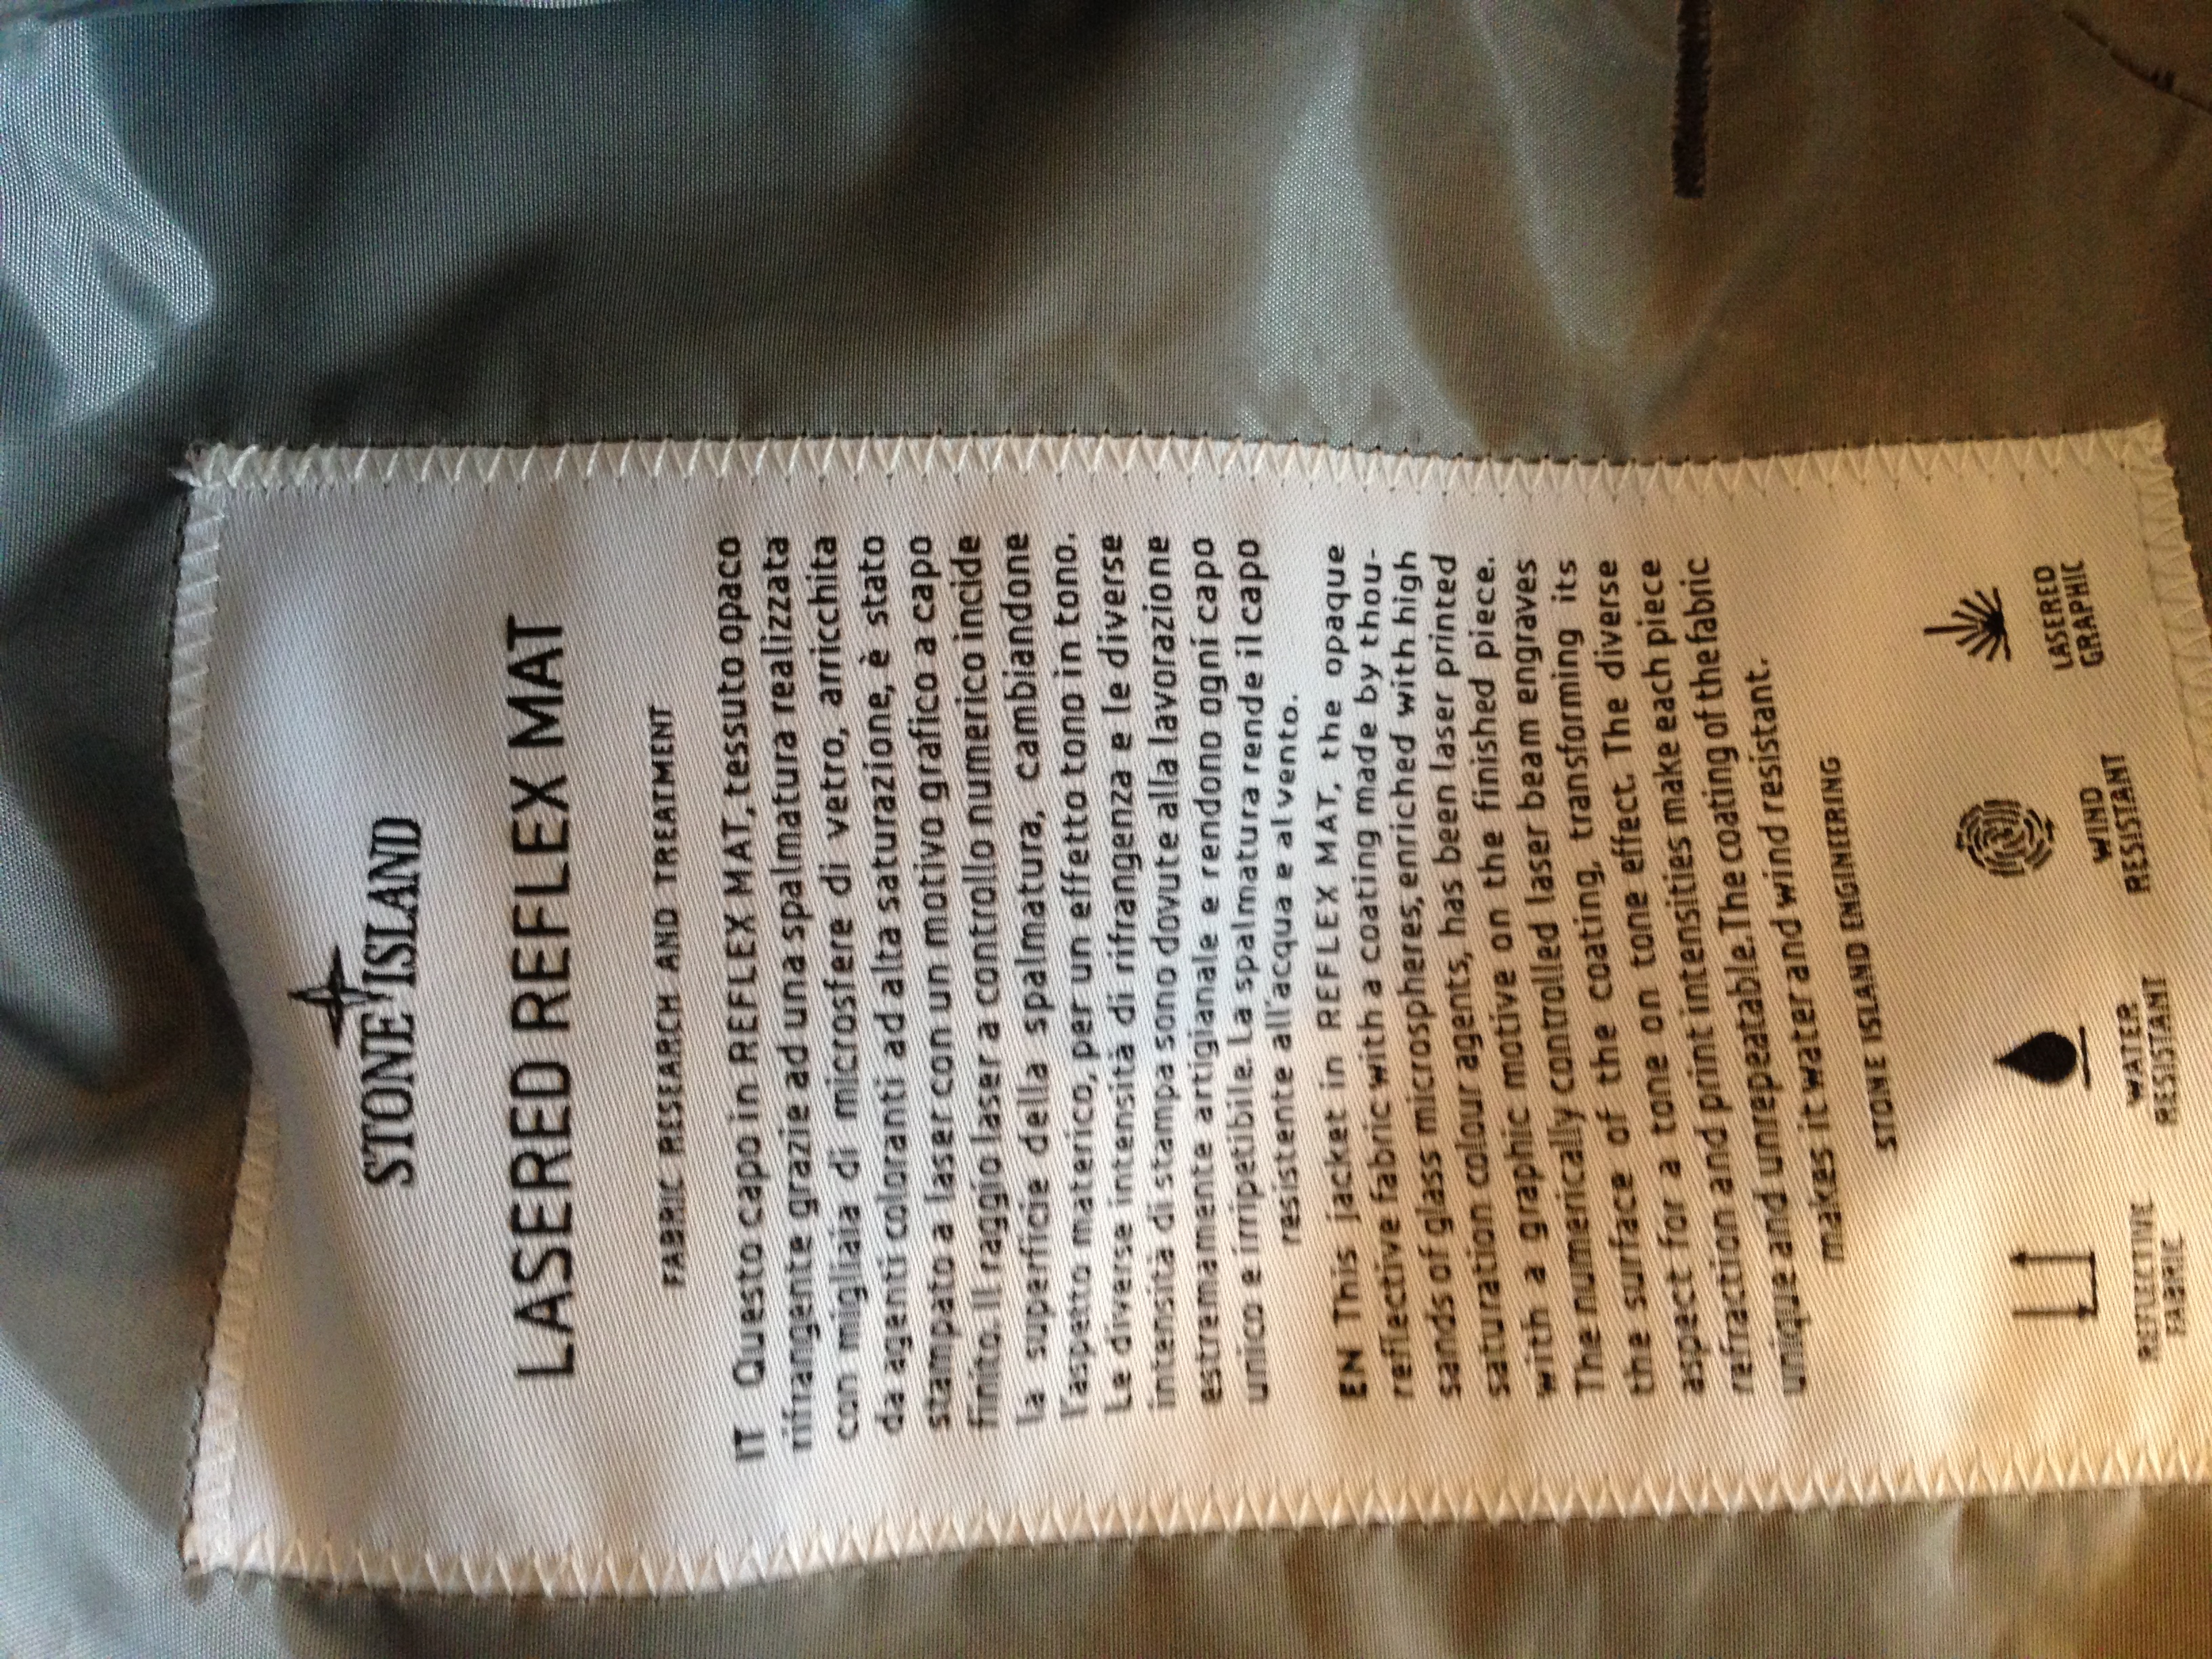 STONE ISLAND
LASERED REFLEX MAT
FABRIC RESEARCH AND TREATMENT
IT Questo capo in REFLEX MAT, tessuto opaco
rifrangente grazie ad una spalmatura realizzata
con migliaia di microsfere di vetro, arricchita
da agenti coloranti ad alta saturazione, è stato
stampato a laser con un motivo grafico a capo
finito. Il raggio laser a controllo numerico incide
la superficie della spalmatura, cambiandone
l'aspetto materico, per un effetto tono in tono.
Le diverse intensità di rifrangenza e le diverse
intensità di stampa sono dovute alla lavorazione
estremamente artigianale e rendono ogni capo
unico e irripetibile. La spalmatura rende il capo
resistente all'acqua e al vento.
EN This jacket in REFLEX MAT, the opaque
reflective fabric with a coating made by thou-
sands of glass microspheres, enriched with high
saturation colour agents, has been laser printed
with a graphic motive on the finished piece.
The numerically controlled laser beam engraves
the surface of the coating, transforming its
aspect for a tone on tone effect. The diverse
refraction and print intensities make each piece
unique and unrepeatable. The coating of the fabric
makes it water and wind resistant.
STONE ISLAND ENGINEERING
REFLECTIVE
FABRIC
WATER
RESISTANT
WIND
RESISTANT
LASERED
GRAPHIC